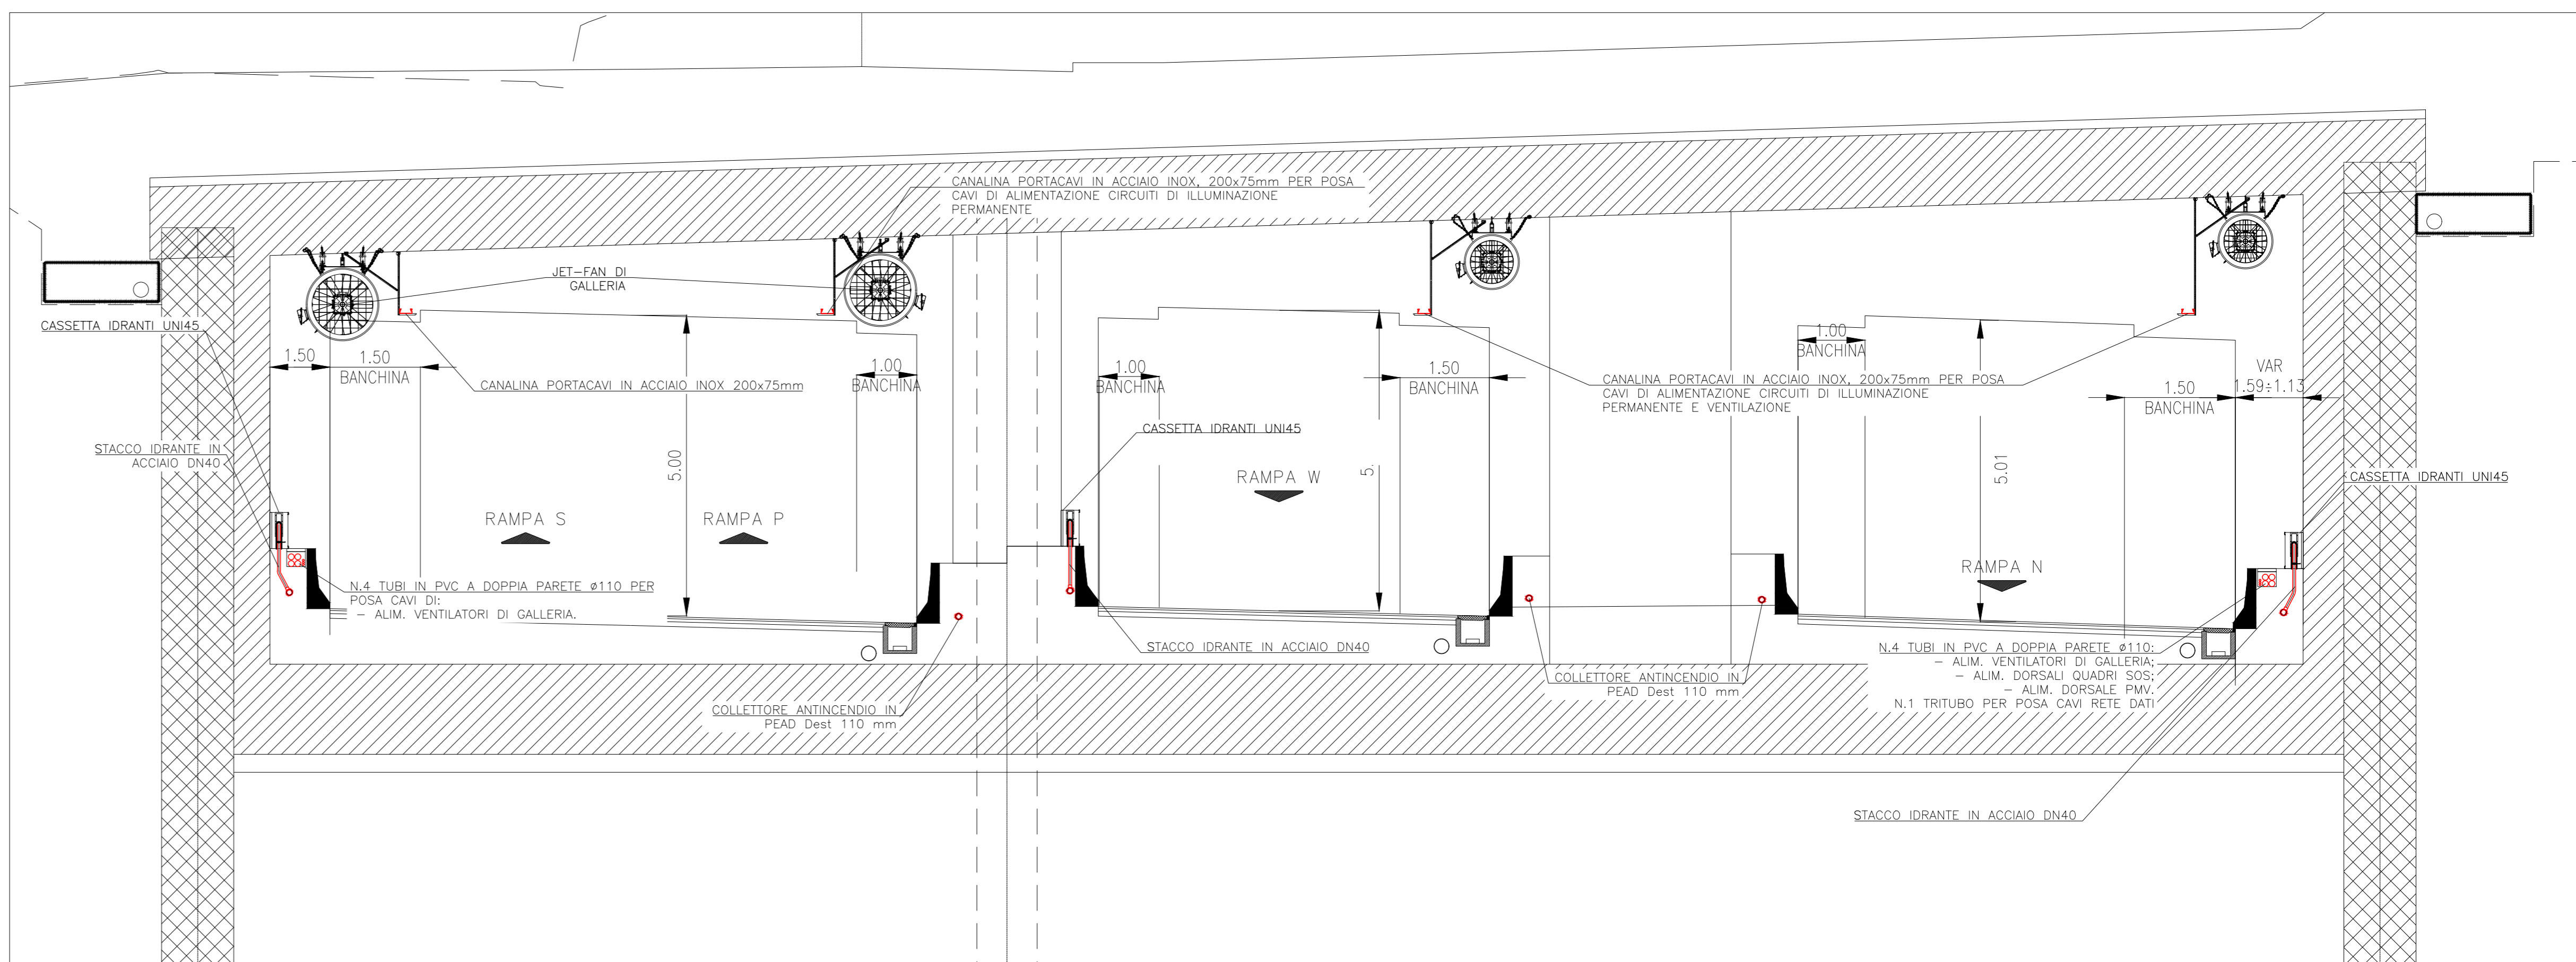 CANALINA PORTACAVI IN ACCIAIO INOX, 200x75mm PER POSA
CAVI DI ALIMENTAZIONE CIRCUITI DI ILLUMINAZIONE
PERMANENTE
JET-FAN DI
GALLERIA
CASSETTA IDRANTI UNI45
1.50
1.50
BANCHINA
1.00
BANCHINA
CANALINA PORTACAVI IN ACCIAIO INOX 200x75mm
1.00
BANCHINA
1.50
BANCHINA
1.00
BANCHINA
CANALINA PORTACAVI IN ACCIAIO INOX, 200x75mm PER POSA
CAVI DI ALIMENTAZIONE CIRCUITI DI ILLUMINAZIONE
PERMANENTE E VENTILAZIONE
1.50
BANCHINA
VAR
1.59÷1.13
STACCO IDRANTE IN
ACCIAIO DN40
CASSETTA IDRANTI UNI45
5.00
5.
5.01
RAMPA W
CASSETTA IDRANTI UNI45
RAMPA S
RAMPA P
RAMPA N
N.4 TUBI IN PVC A DOPPIA PARETE ø110 PER
POSA CAVI DI:
- ALIM. VENTILATORI DI GALLERIA.
STACCO IDRANTE IN ACCIAIO DN40
N.4 TUBI IN PVC A DOPPIA PARETE ø110:
- ALIM. VENTILATORI DI GALLERIA;
- ALIM. DORSALI QUADRI SOS;
- ALIM. DORSALE PMV.
N.1 TRITUBO PER POSA CAVI RETE DATI
COLLETTORE ANTINCENDIO IN
PEAD Dest 110 mm
COLLETTORE ANTINCENDIO IN
PEAD Dest 110 mm
STACCO IDRANTE IN ACCIAIO DN40